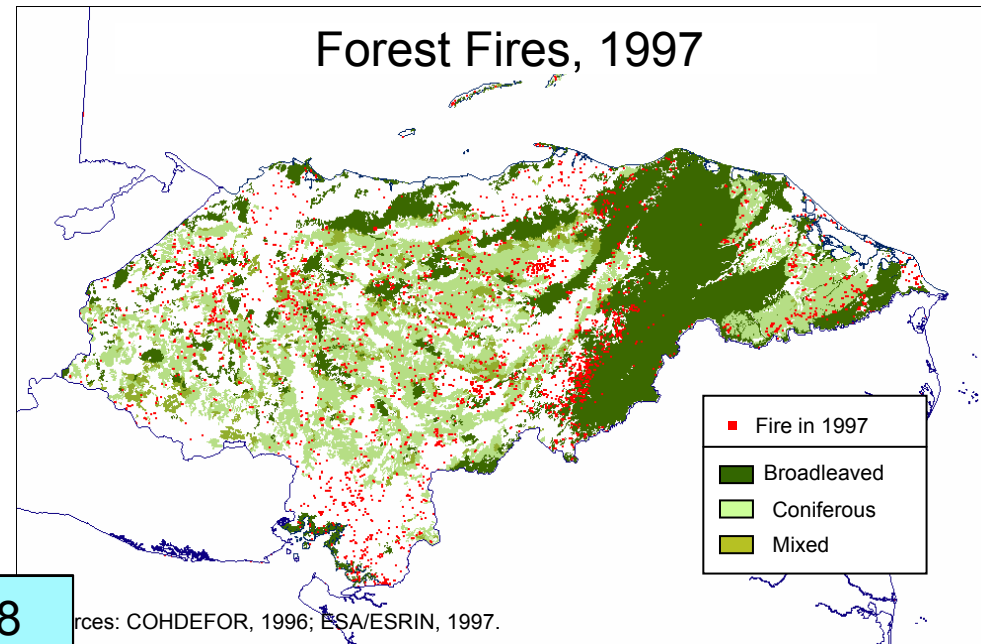 Forest Fires, 1997
Fire in 1997
Broadleaved
Coniferous
Mixed
8
rces: COHDEFOR, 1996; ESA/ESRIN, 1997.